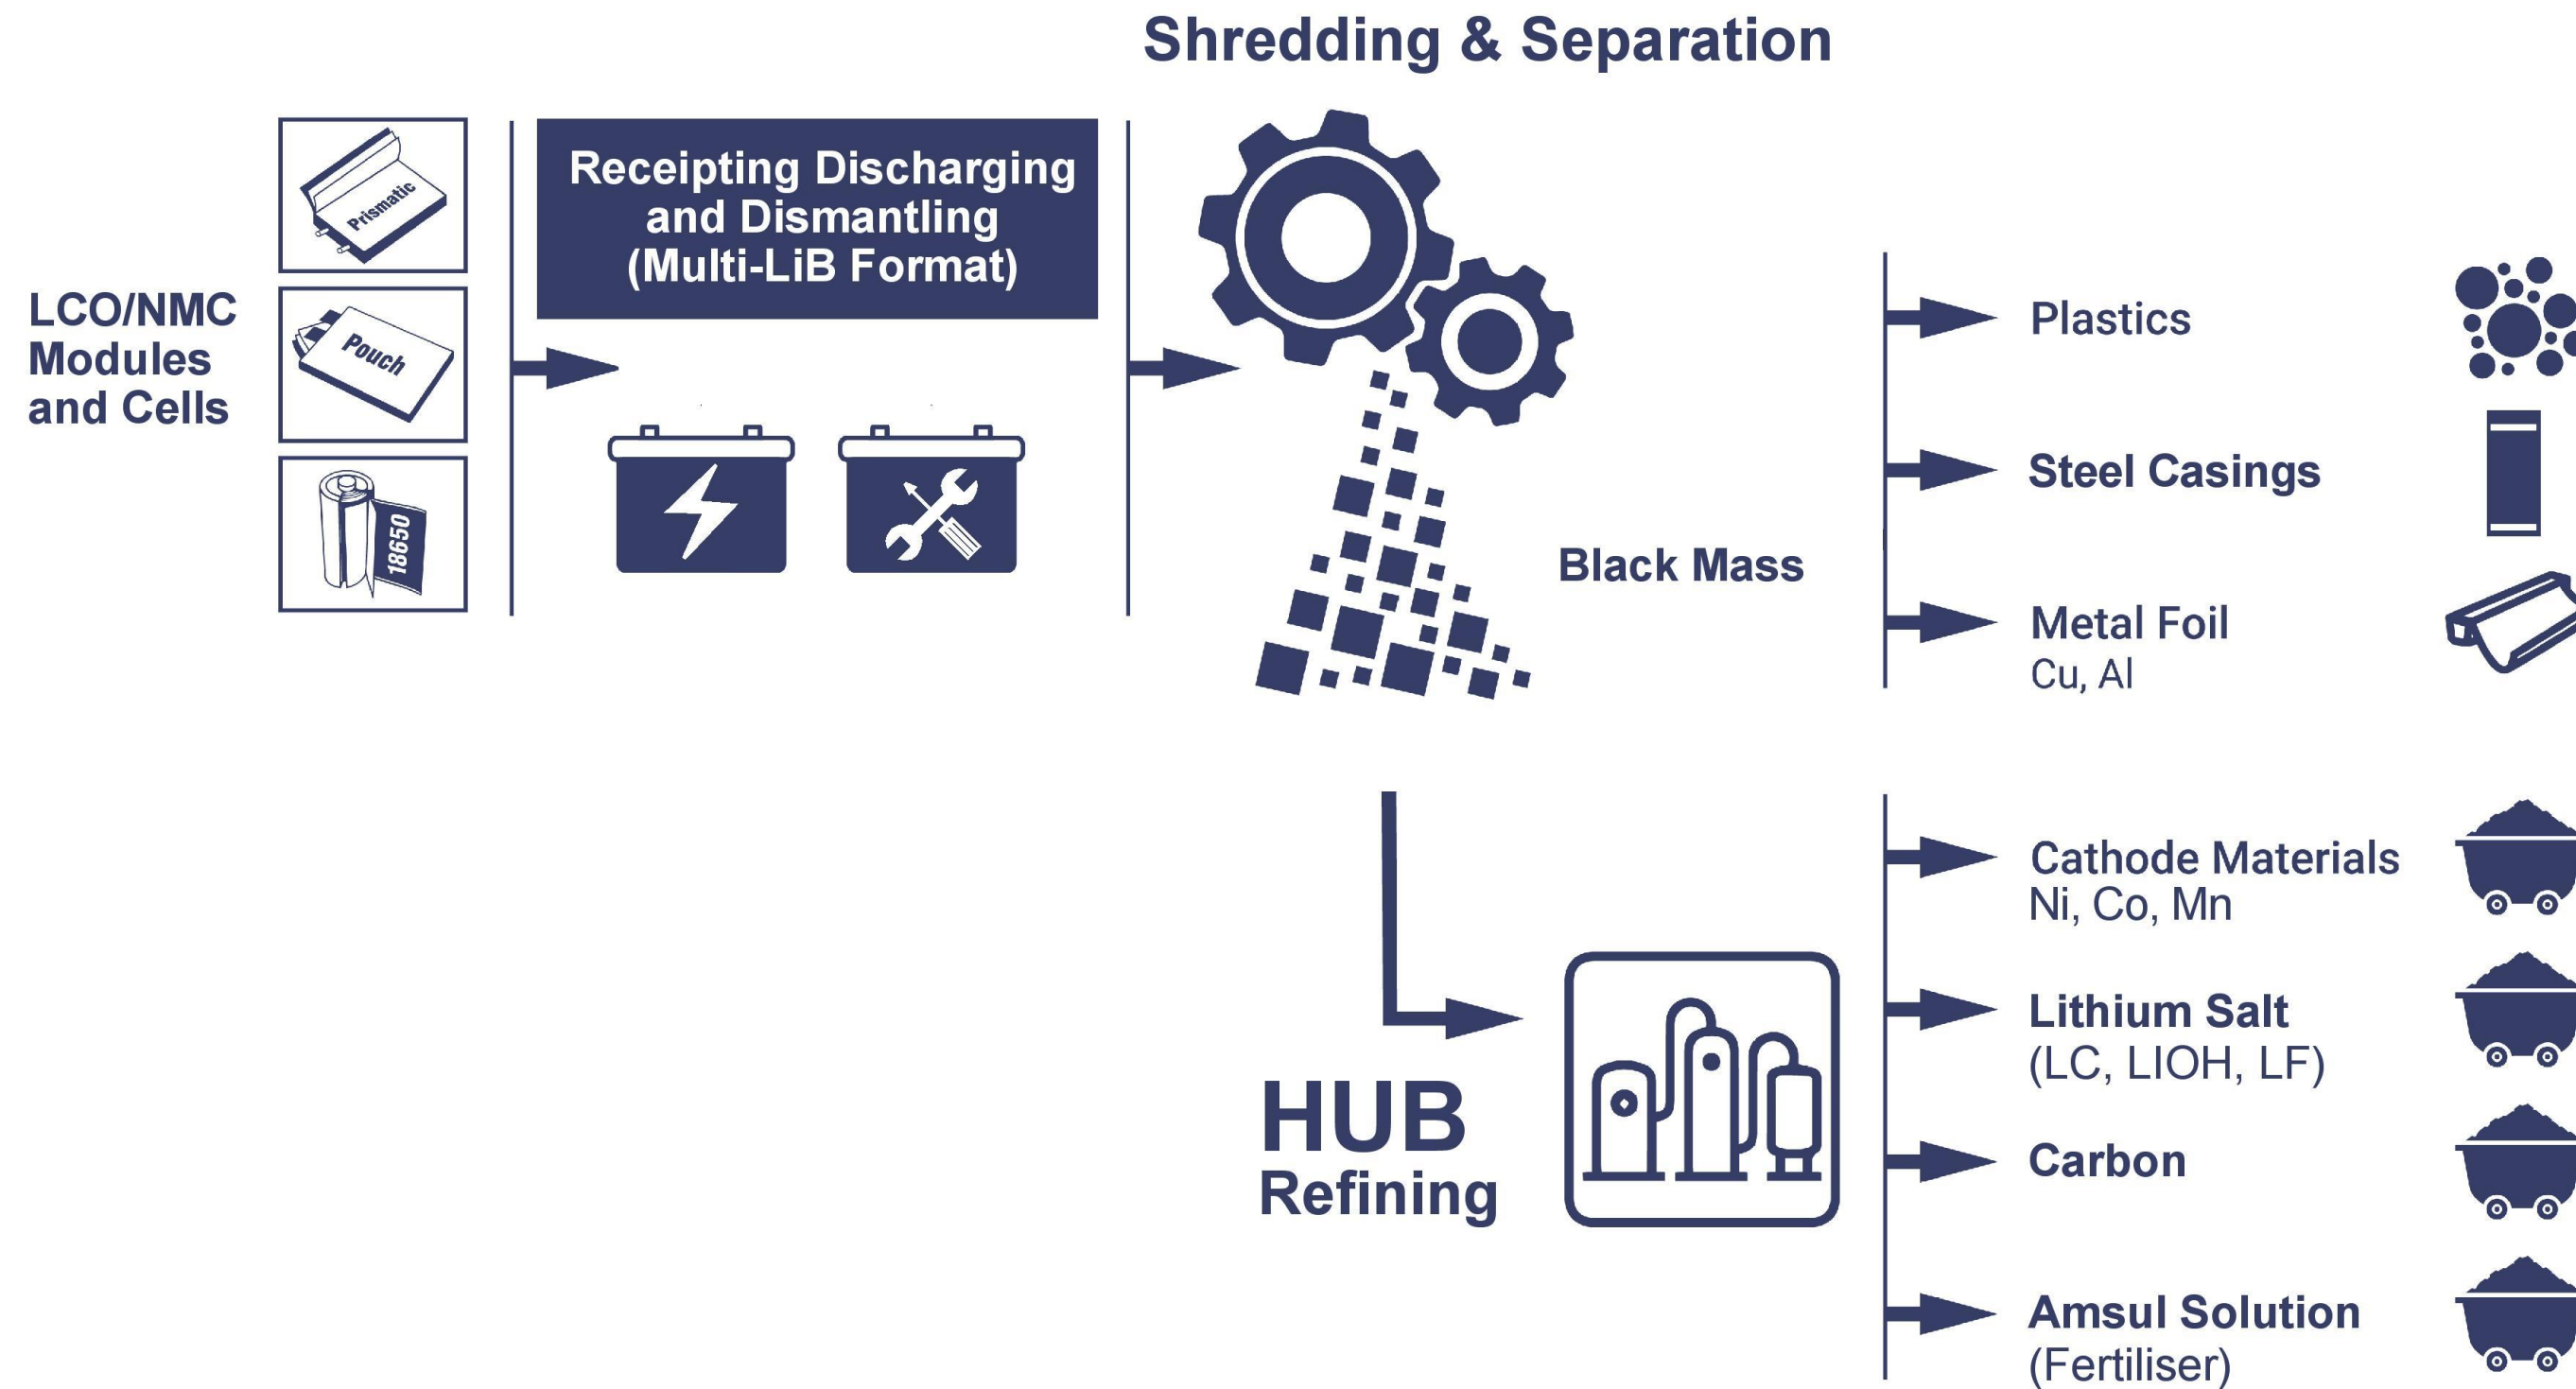 Shredding & Separation
LCO/NMC
Modules
and Cells
Prismatic
Pouch
18650
Receipting Discharging
and Dismantling
(Multi-LiB Format)
Black Mass
Plastics
Steel Casings
Metal Foil
Cu, Al
HUB
Refining
Cathode Materials
Ni, Co, Mn
Lithium Salt
(LC, LIOH, LF)
Carbon
Amsul Solution
(Fertiliser)